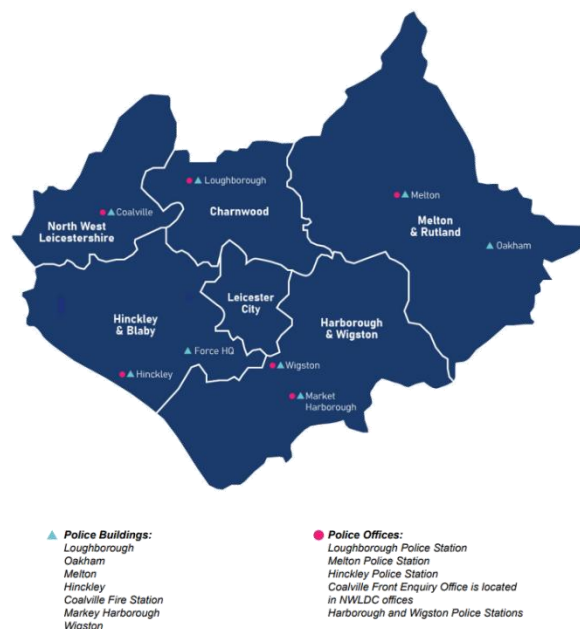 Loughborough
Charnwood
Coalville
North West
Leicestershire
Melton
Melton
& Rutland
Oakham
Leicester
City
Hinckley
& Blaby
Harborough
& Wigston
Force HQ
Wigston
Hinckley
Market
Harborough
Police Buildings:
Loughborough
Oakham
Melton
Hinckley
Coalville Fire Station
Markey Harborough
Wigston
Police Offices:
Loughborough Police Station
Melton Police Station
Hinckley Police Station
Coalville Front Enquiry Office is located
in NWLDC offices
Harborough and Wigston Police Stations